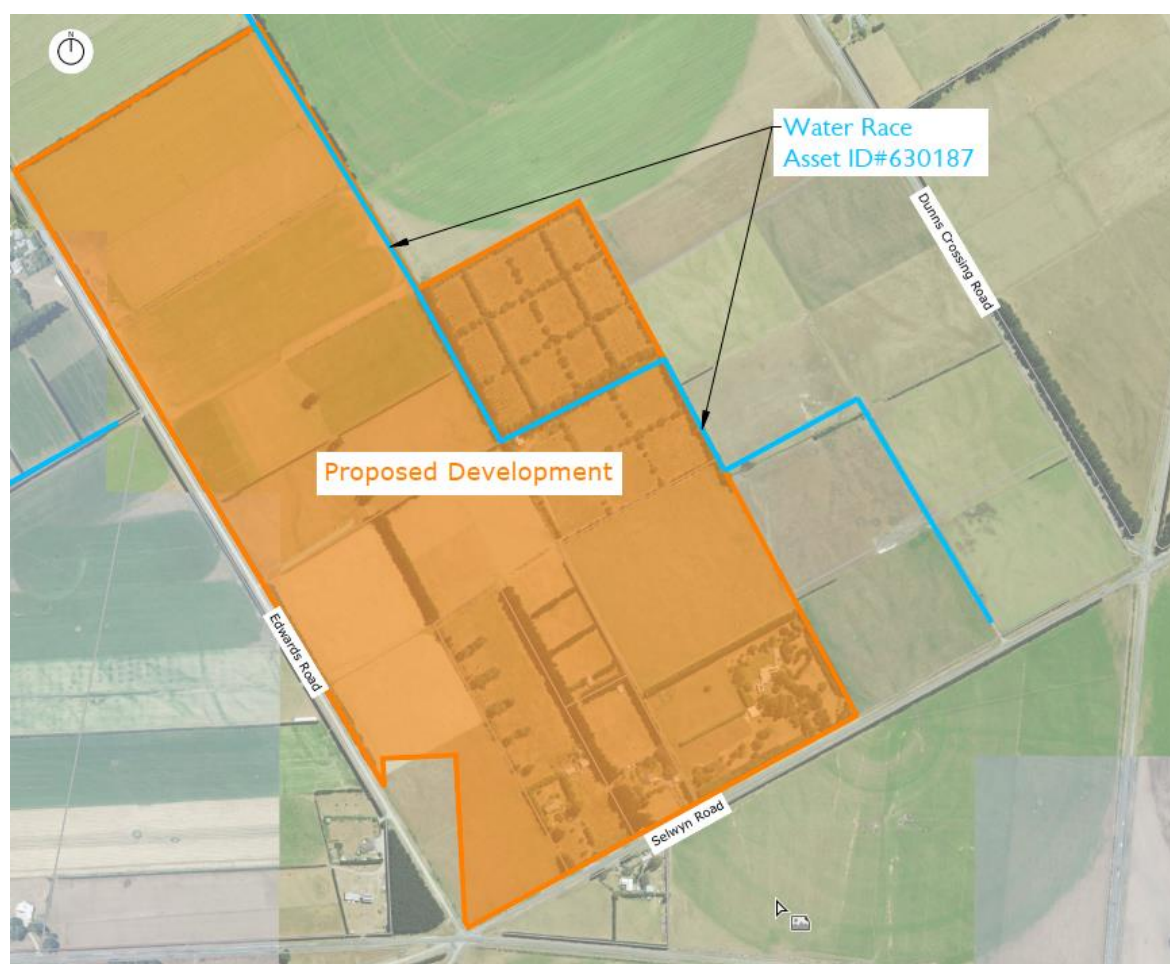 N
Water Race
Asset ID#630187
Dunns Crossing Road
Proposed Development
Edwards Road
Selwyn Road